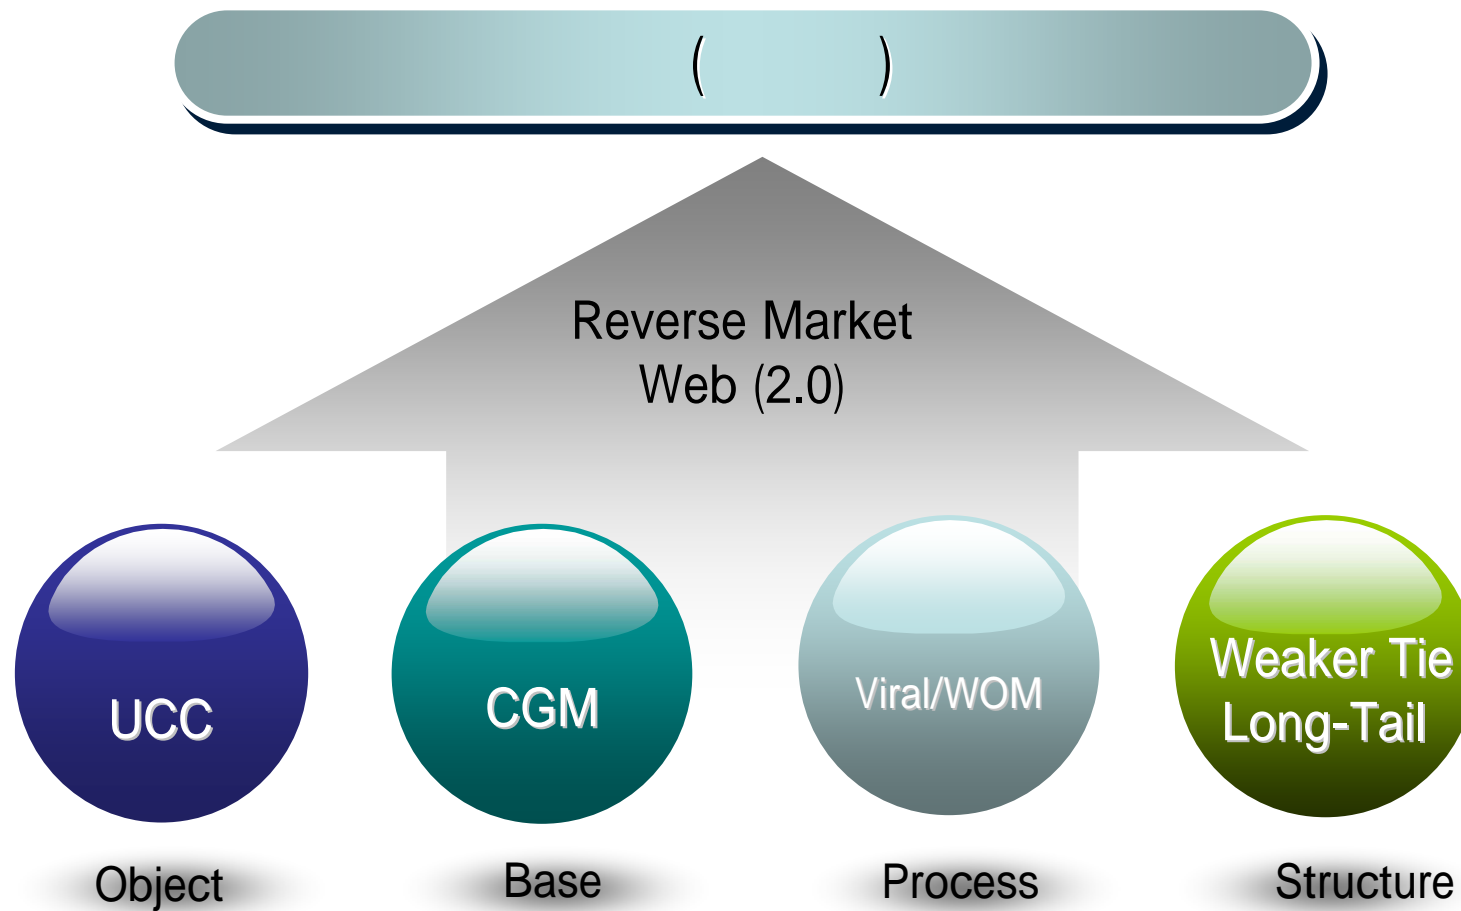 ( )
Reverse Market
Web (2.0)
UCC
CGM
Viral/WOM
Weaker Tie
Long-Tail
Object
Base
Process
Structure